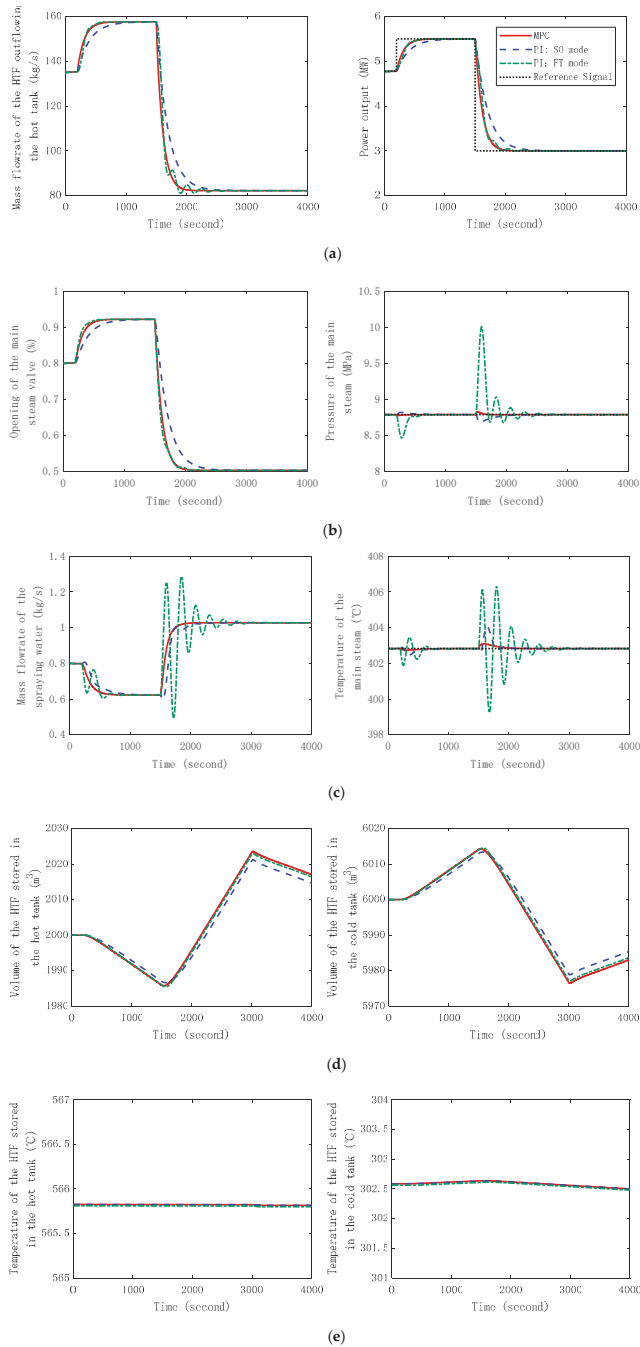 Mass flowrate of the HTF outflowing
the hot tank (kg/s)
160
140
120
100
80
0
1000
2000
3000
4000
Time (second)
Power output (MW)
6
5
4
3
2
0
1000
2000
3000
4000
Time (second)
MPC
PI: SO mode
PI: FT mode
Reference Signal
(a)
Opening of the main
steam valve (%)
1
0.9
0.8
0.7
0.6
0.5
0
1000
2000
3000
4000
Time (second)
Pressure of the main
steam (MPa)
10.5
10
9.5
9
8.5
8
0
1000
2000
3000
4000
Time (second)
(b)
Mass flowrate of the
spraying water (kg/s)
1.4
1.2
1
0.8
0.6
0.4
0
1000
2000
3000
4000
Time (second)
Temperature of the
main steam (℃)
408
406
404
402
400
398
0
1000
2000
3000
4000
Time (second)
(c)
Volume of the HTF stored in
the hot tank (m³)
2030
2020
2010
2000
1990
1980
0
1000
2000
3000
4000
Time (second)
Volume of the HTF stored in
the cold tank (m³)
6020
6010
6000
5990
5980
5970
0
1000
2000
3000
4000
Time (second)
(d)
Temperature of the HTF stored
in the hot tank (℃)
567
566.5
566
565.5
565
0
1000
2000
3000
4000
Time (second)
Temperature of the HTF stored
in the cold tank (℃)
304
303.5
303
302.5
302
301.5
301
0
1000
2000
3000
4000
Time (second)
(e)